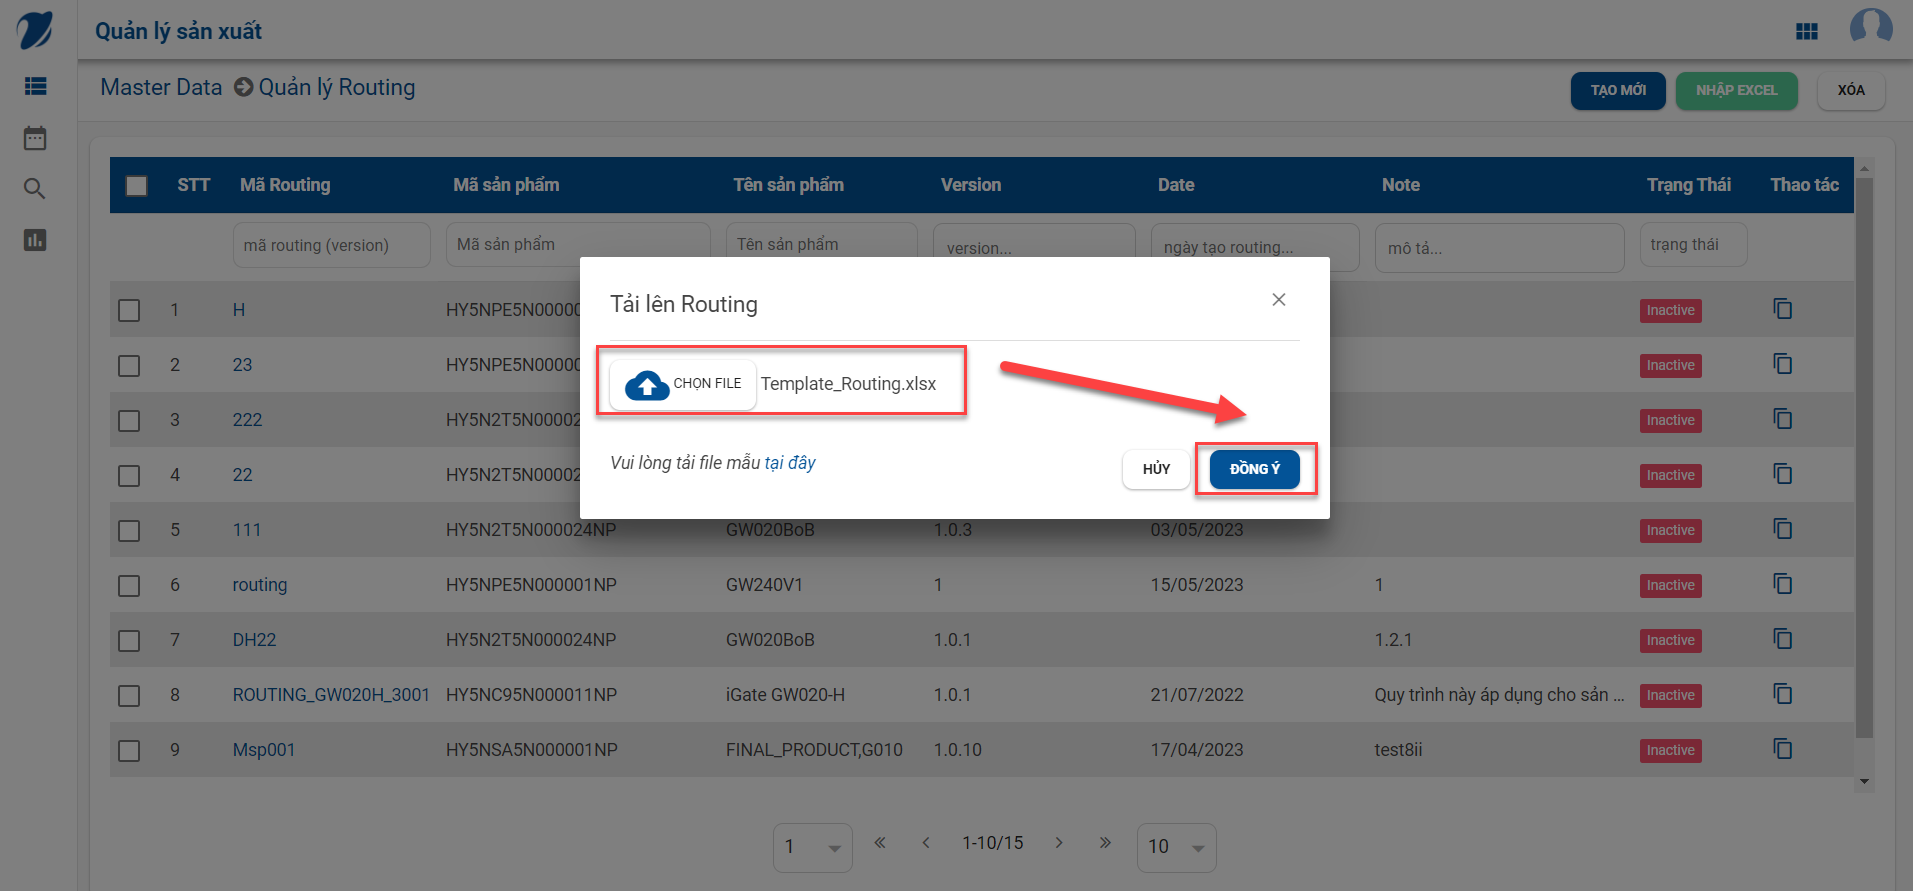 Quản lý sản xuất
Master Data Quản lý Routing
TẠO MỚI NHẬP EXCEL XÓA
STT Mã Routing Mã sản phẩm Tên sản phẩm Version Date Note Trạng Thái Thao tác
mã routing (version) Mã sản phẩm Tên sản phẩm version... ngày tạo routing... mô tả... trạng thái
Tải lên Routing
CHỌN FILE Template_Routing.xlsx
Vui lòng tải file mẫu tại đây
HỦY ĐỒNG Ý
1 H Inactive
2 23 Inactive
3 222 Inactive
4 22 Inactive
5 111 HY5N2T5N000024NP GW020BoB 1.0.3 03/05/2023 Inactive
6 routing HY5NPE5N000001NP GW240V1 1 15/05/2023 1 Inactive
7 DH22 HY5N2T5N000024NP GW020BoB 1.0.1 1.2.1 Inactive
8 ROUTING_GW020H_3001 HY5NC95N000011NP iGate GW020-H 1.0.1 21/07/2022 Quy trình này áp dụng cho sản ... Inactive
9 Msp001 HY5NSA5N000001NP FINAL_PRODUCT,G010 1.0.10 17/04/2023 test8ii Inactive
1 1-10/15 10